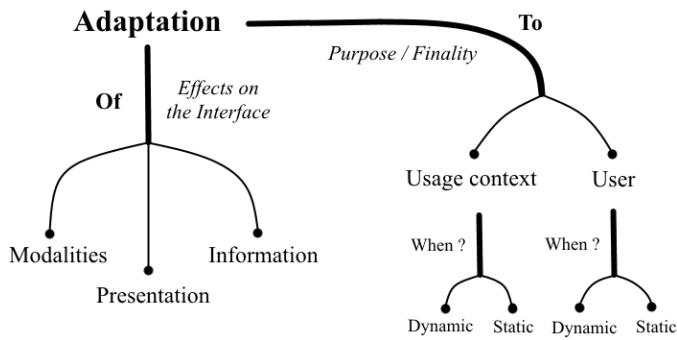 Adaptation
To
Purpose / Finality
Of
Effects on
the Interface
Usage context
User
Modalities
Information
Presentation
When ?
When ?
Dynamic
Static
Dynamic
Static